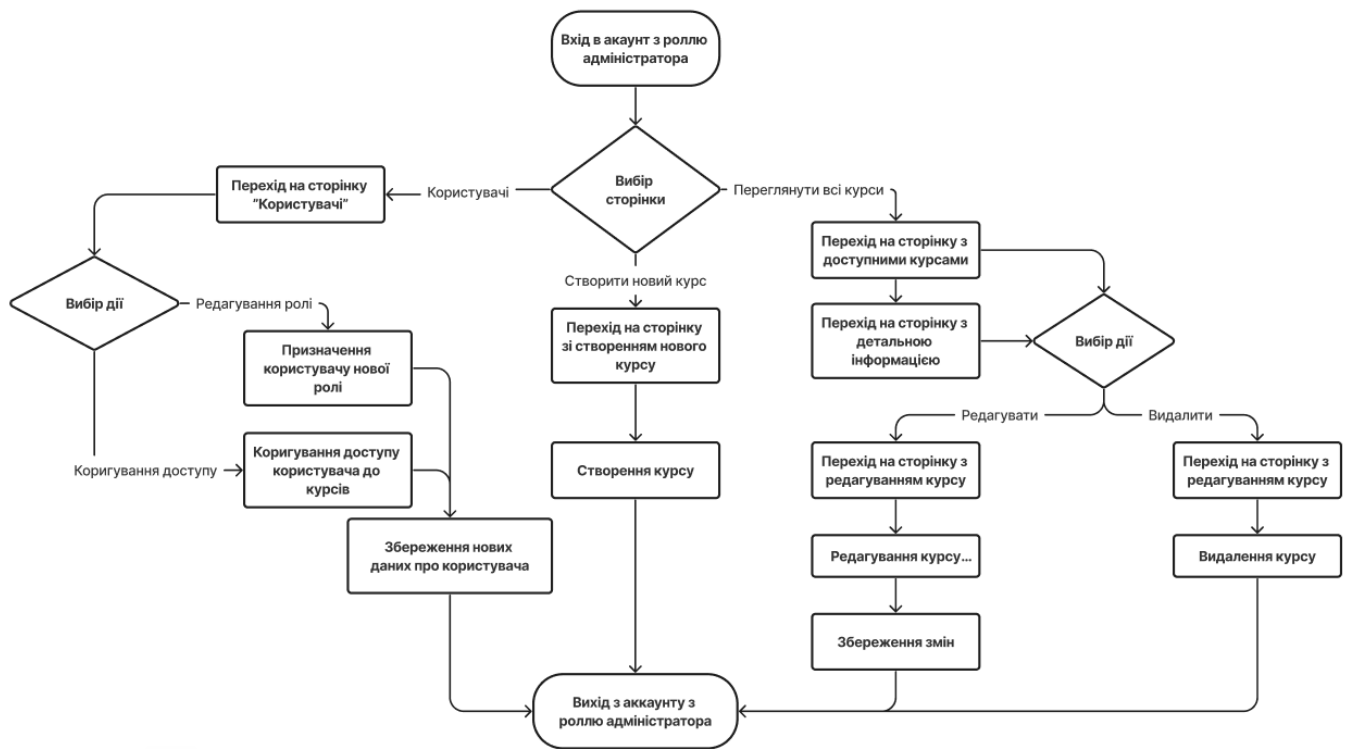 Вхід в акаунт з роллю
адміністратора
Вибір
сторінки
Користувачі
Перехід на сторінку
"Користувачі"
Вибір дії
Редагування ролі
Призначення
користувачу нової
ролі
Коригування доступу
Коригування доступу
користувача до
курсів
Збереження нових
даних про користувача
Створити новий курс
Перехід на сторінку
зі створенням нового
курсу
Створення курсу
Переглянути всі курси
Перехід на сторінку з
доступними курсами
Перехід на сторінку з
детальною
інформацією
Вибір дії
Редагувати
Перехід на сторінку з
редагуванням курсу
Редагування курсу...
Збереження змін
Видалити
Перехід на сторінку з
редагуванням курсу
Видалення курсу
Вихід з аккаунту з
роллю адміністратора